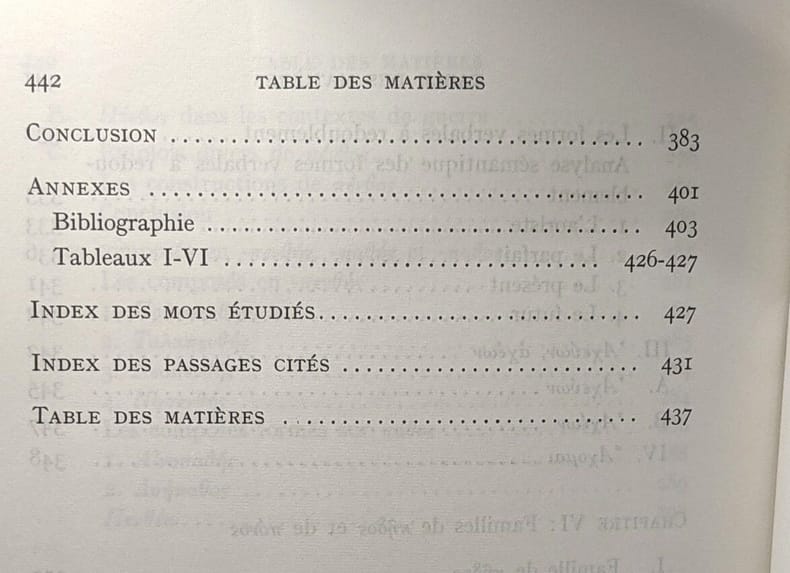 442 TABLE DES MATIÈRES
CONCLUSION ........................................ 383
ANNEXES ........................................ 401
Bibliographie ........................................ 403
Tableaux I-VI ........................................ 426-427
INDEX DES MOTS ÉTUDIÉS ........................................ 427
INDEX DES PASSAGES CITÉS ........................................ 431
TABLE DES MATIÈRES ........................................ 437